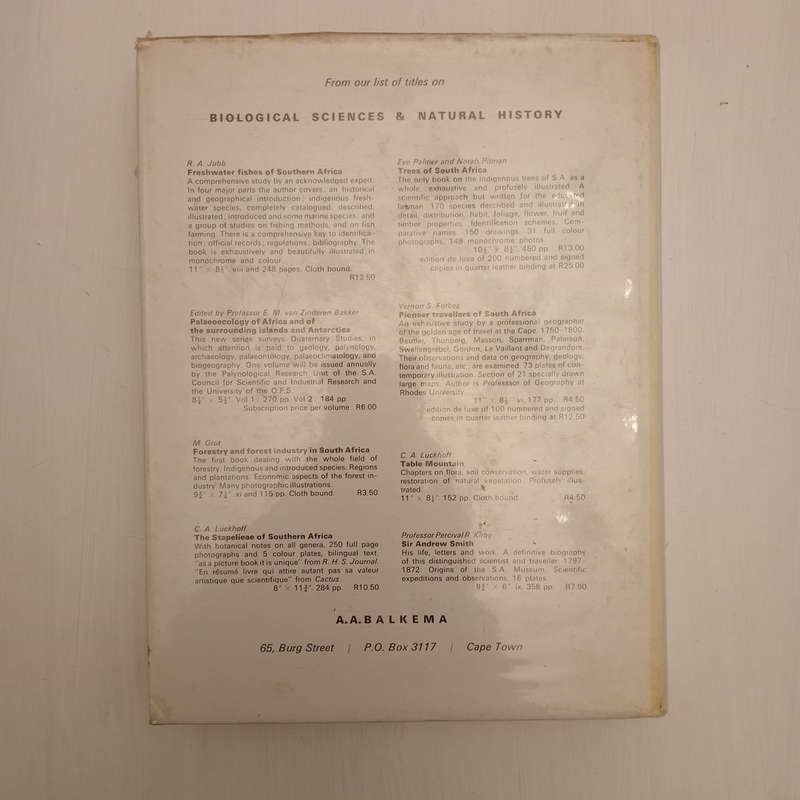 From our list of titles on
BIOLOGICAL SCIENCES & NATURAL HISTORY
R. A. Jubb
Freshwater fishes of Southern Africa
A comprehensive study by an acknowledged expert.
In four major parts the author covers: an historical
and geographical introduction; indigenous fresh-
water species, completely catalogued, described,
illustrated; introduced and some marine species; and
a group of studies on fishing methods, and on fish
farming. There is a comprehensive key to identifica-
tion; official records; regulations; bibliography. The
book is exhaustively and beautifully illustrated in
monochrome and colour.
11" × 8½". viii and 248 pages. Cloth bound.
R12.50
Edited by Professor E. M. van Zinderen Bakker
Palaeoecology of Africa and of
the surrounding islands and Antarctica
This new series surveys Quaternary Studies, in
which attention is paid to geology, palynology,
archaeology, palaeontology, palaeoclimatology, and
biogeography. One volume will be issued annually
by the Palynological Research Unit of the S.A.
Council for Scientific and Industrial Research and
the University of the O.F.S.
Vol 1 : 270 pp. Vol 2 : 184 pp.
Subscription price per volume R6.00
M. Grut
Forestry and forest industry in South Africa
The first book dealing with the whole field of
forestry. Indigenous and introduced species. Regions
and plantations. Economic aspects of the forest in-
dustry. Many photographic illustrations.
xi and 115 pp. Cloth bound. R3.50
C. A. Lückhoff
The Stapelieae of Southern Africa
With botanical notes on all genera, 250 full page
photographs and 5 colour plates, bilingual text.
"as a picture book it is unique" from R. H. S. Journal.
"En résumé livre qui attire autant pas sa valeur
artistique que scientifique" from Cactus
8" × 11¾". 284 pp. R10.50
Eve Palmer and Norah Pitman
Trees of South Africa
The only book on the indigenous trees of S.A. as a
whole, exhaustive and profusely illustrated. A
scientific approach but written for the educated
layman. 170 species described and illustrated in
detail, distribution, habit, foliage, flower, fruit and
timber properties. Identification schemes. Com-
parative names. 150 drawings. 31 full colour
photographs, 148 monochrome photos.
480 pp. R13.00
edition de luxe of 200 numbered and signed
copies in quarter leather binding at R25.00
Vernon S. Forbes
Pioneer travellers of South Africa
An exhaustive study by a professional geographer
of the golden age of travel at the Cape. 1750–1800.
Beutler, Thunberg, Masson, Sparrman, Paterson,
Swellengrebel, Gordon, Le Vaillant and Degrandpre.
Their observations and data on geography, geology,
flora and fauna, etc., are examined. 73 plates of con-
temporary illustration. Section of 21 specially drawn
large maps. Author is Professor of Geography at
Rhodes University.
11" × 8½". xi, 177 pp. R4.50
edition de luxe of 100 numbered and signed
copies in quarter leather binding at R12.50
C. A. Lückhoff
Table Mountain
Chapters on flora, soil conservation, water supplies,
restoration of natural vegetation. Profusely illus-
trated.
11" × 8½". 152 pp. Cloth bound. R4.50
Professor Percival R. Kirby
Sir Andrew Smith
His life, letters and work. A definitive biography
of this distinguished scientist and traveller. 1797-
1872. Origins of the S.A. Museum. Scientific
expeditions and observations. 16 plates.
ix, 358 pp. R7.50
A.A.BALKEMA
65, Burg Street | P.O. Box 3117 | Cape Town